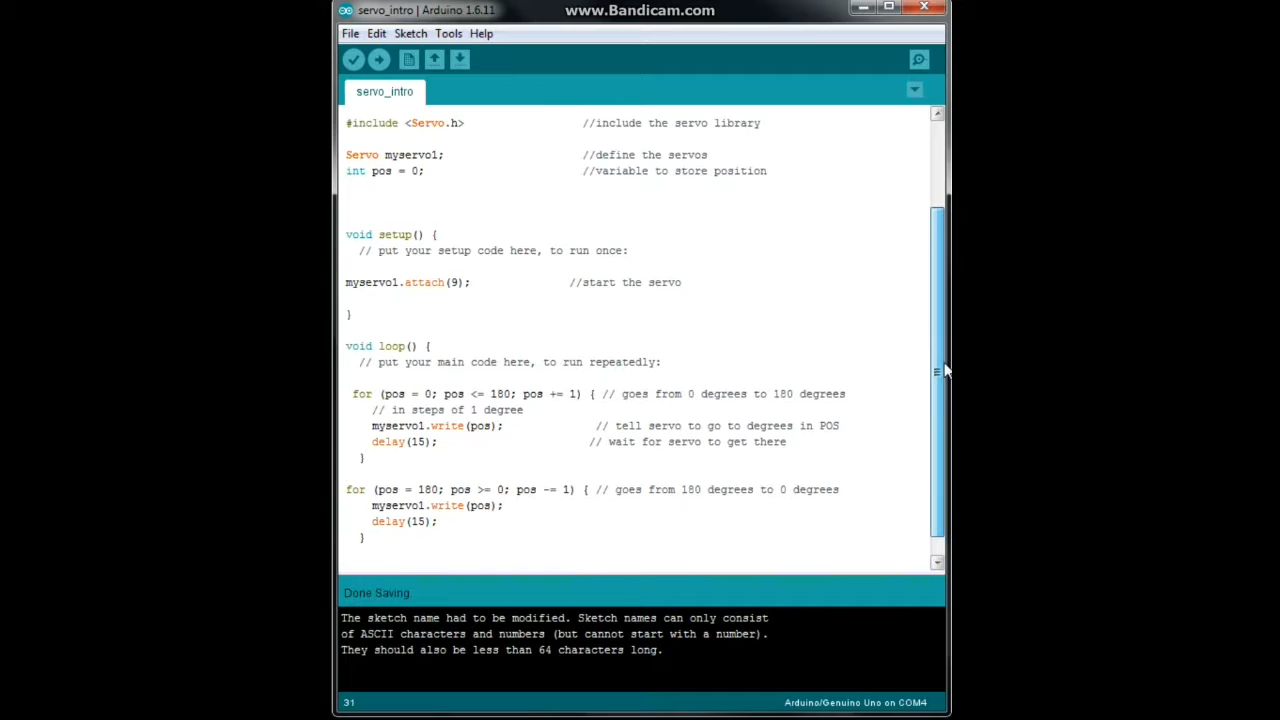 servo_intro | Arduino 1.6.11
www.Bandicam.com
File Edit Sketch Tools Help
servo_intro
#include <Servo.h> //include the servo library
Servo myservo1; //define the servos
int pos = 0; //variable to store position
void setup() {
// put your setup code here, to run once:
myservo1.attach(9); //start the servo
}
void loop() {
// put your main code here, to run repeatedly:
for (pos = 0; pos <= 180; pos += 1) { // goes from 0 degrees to 180 degrees
// in steps of 1 degree
myservo1.write(pos); // tell servo to go to degrees in POS
delay(15); // wait for servo to get there
}
for (pos = 180; pos >= 0; pos -= 1) { // goes from 180 degrees to 0 degrees
myservo1.write(pos);
delay(15);
}
Done Saving.
The sketch name had to be modified. Sketch names can only consist
of ASCII characters and numbers (but cannot start with a number).
They should also be less than 64 characters long.
31 Arduino/Genuino Uno on COM4